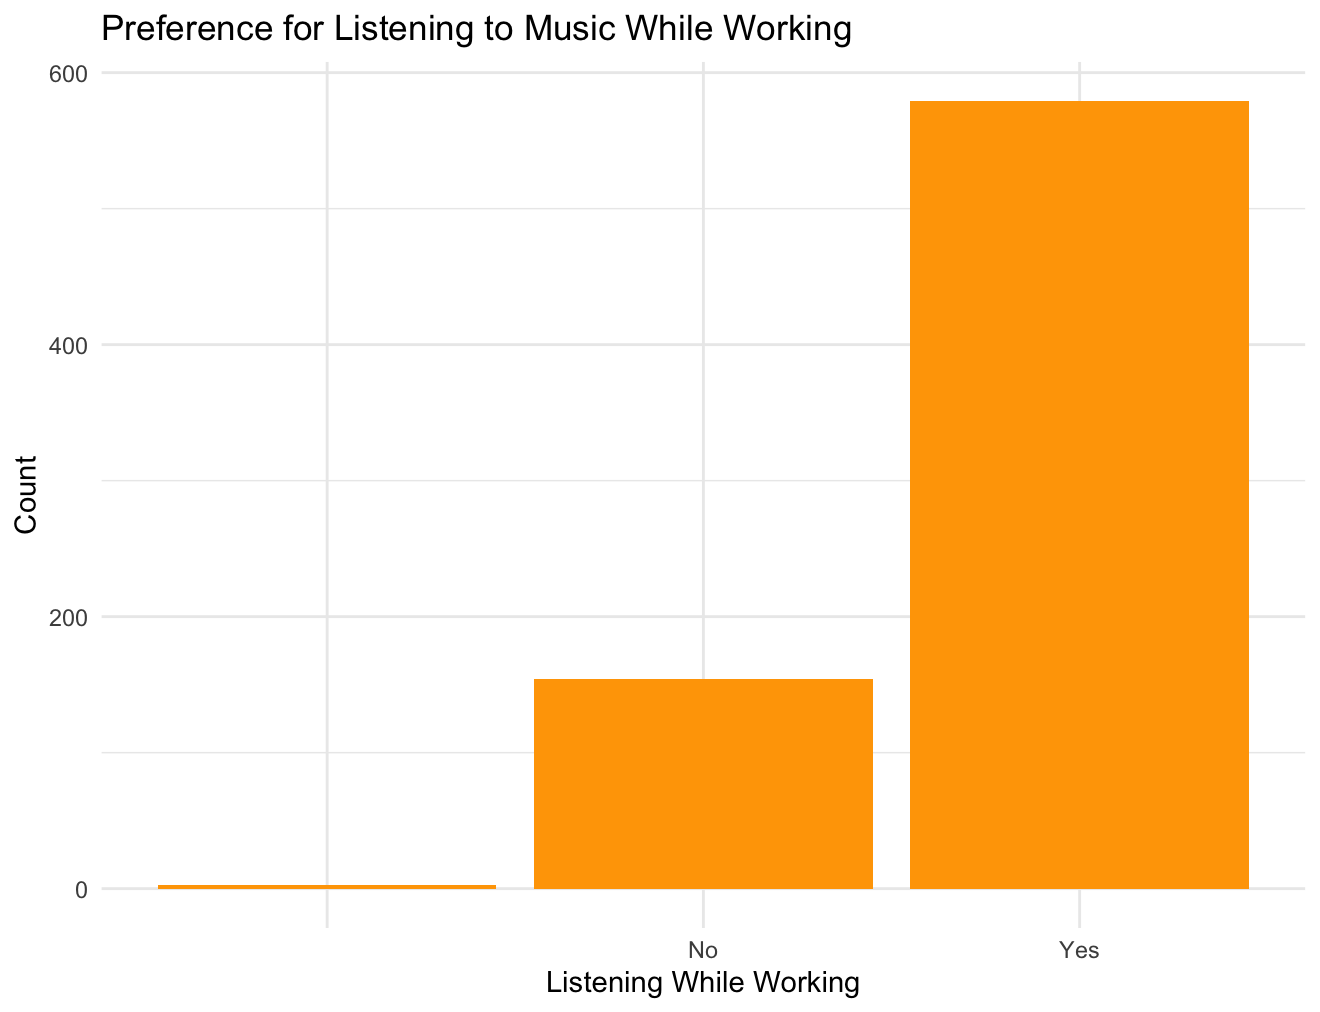 Preference for Listening to Music While Working
600
400
200
0
Count
No
Yes
Listening While Working